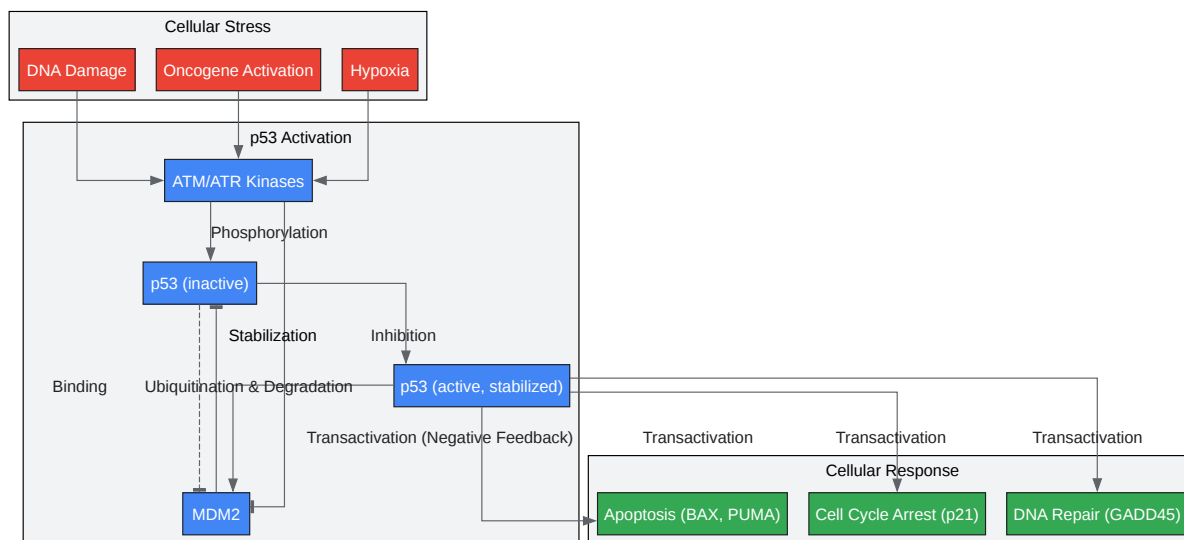 Cellular Stress
DNA Damage
Oncogene Activation
Hypoxia
p53 Activation
ATM/ATR Kinases
Phosphorylation
p53 (inactive)
Stabilization
Inhibition
Binding
Ubiquitination & Degradation
p53 (active, stabilized)
Transactivation (Negative Feedback)
Transactivation
Transactivation
Transactivation
Cellular Response
MDM2
Apoptosis (BAX, PUMA)
Cell Cycle Arrest (p21)
DNA Repair (GADD45)